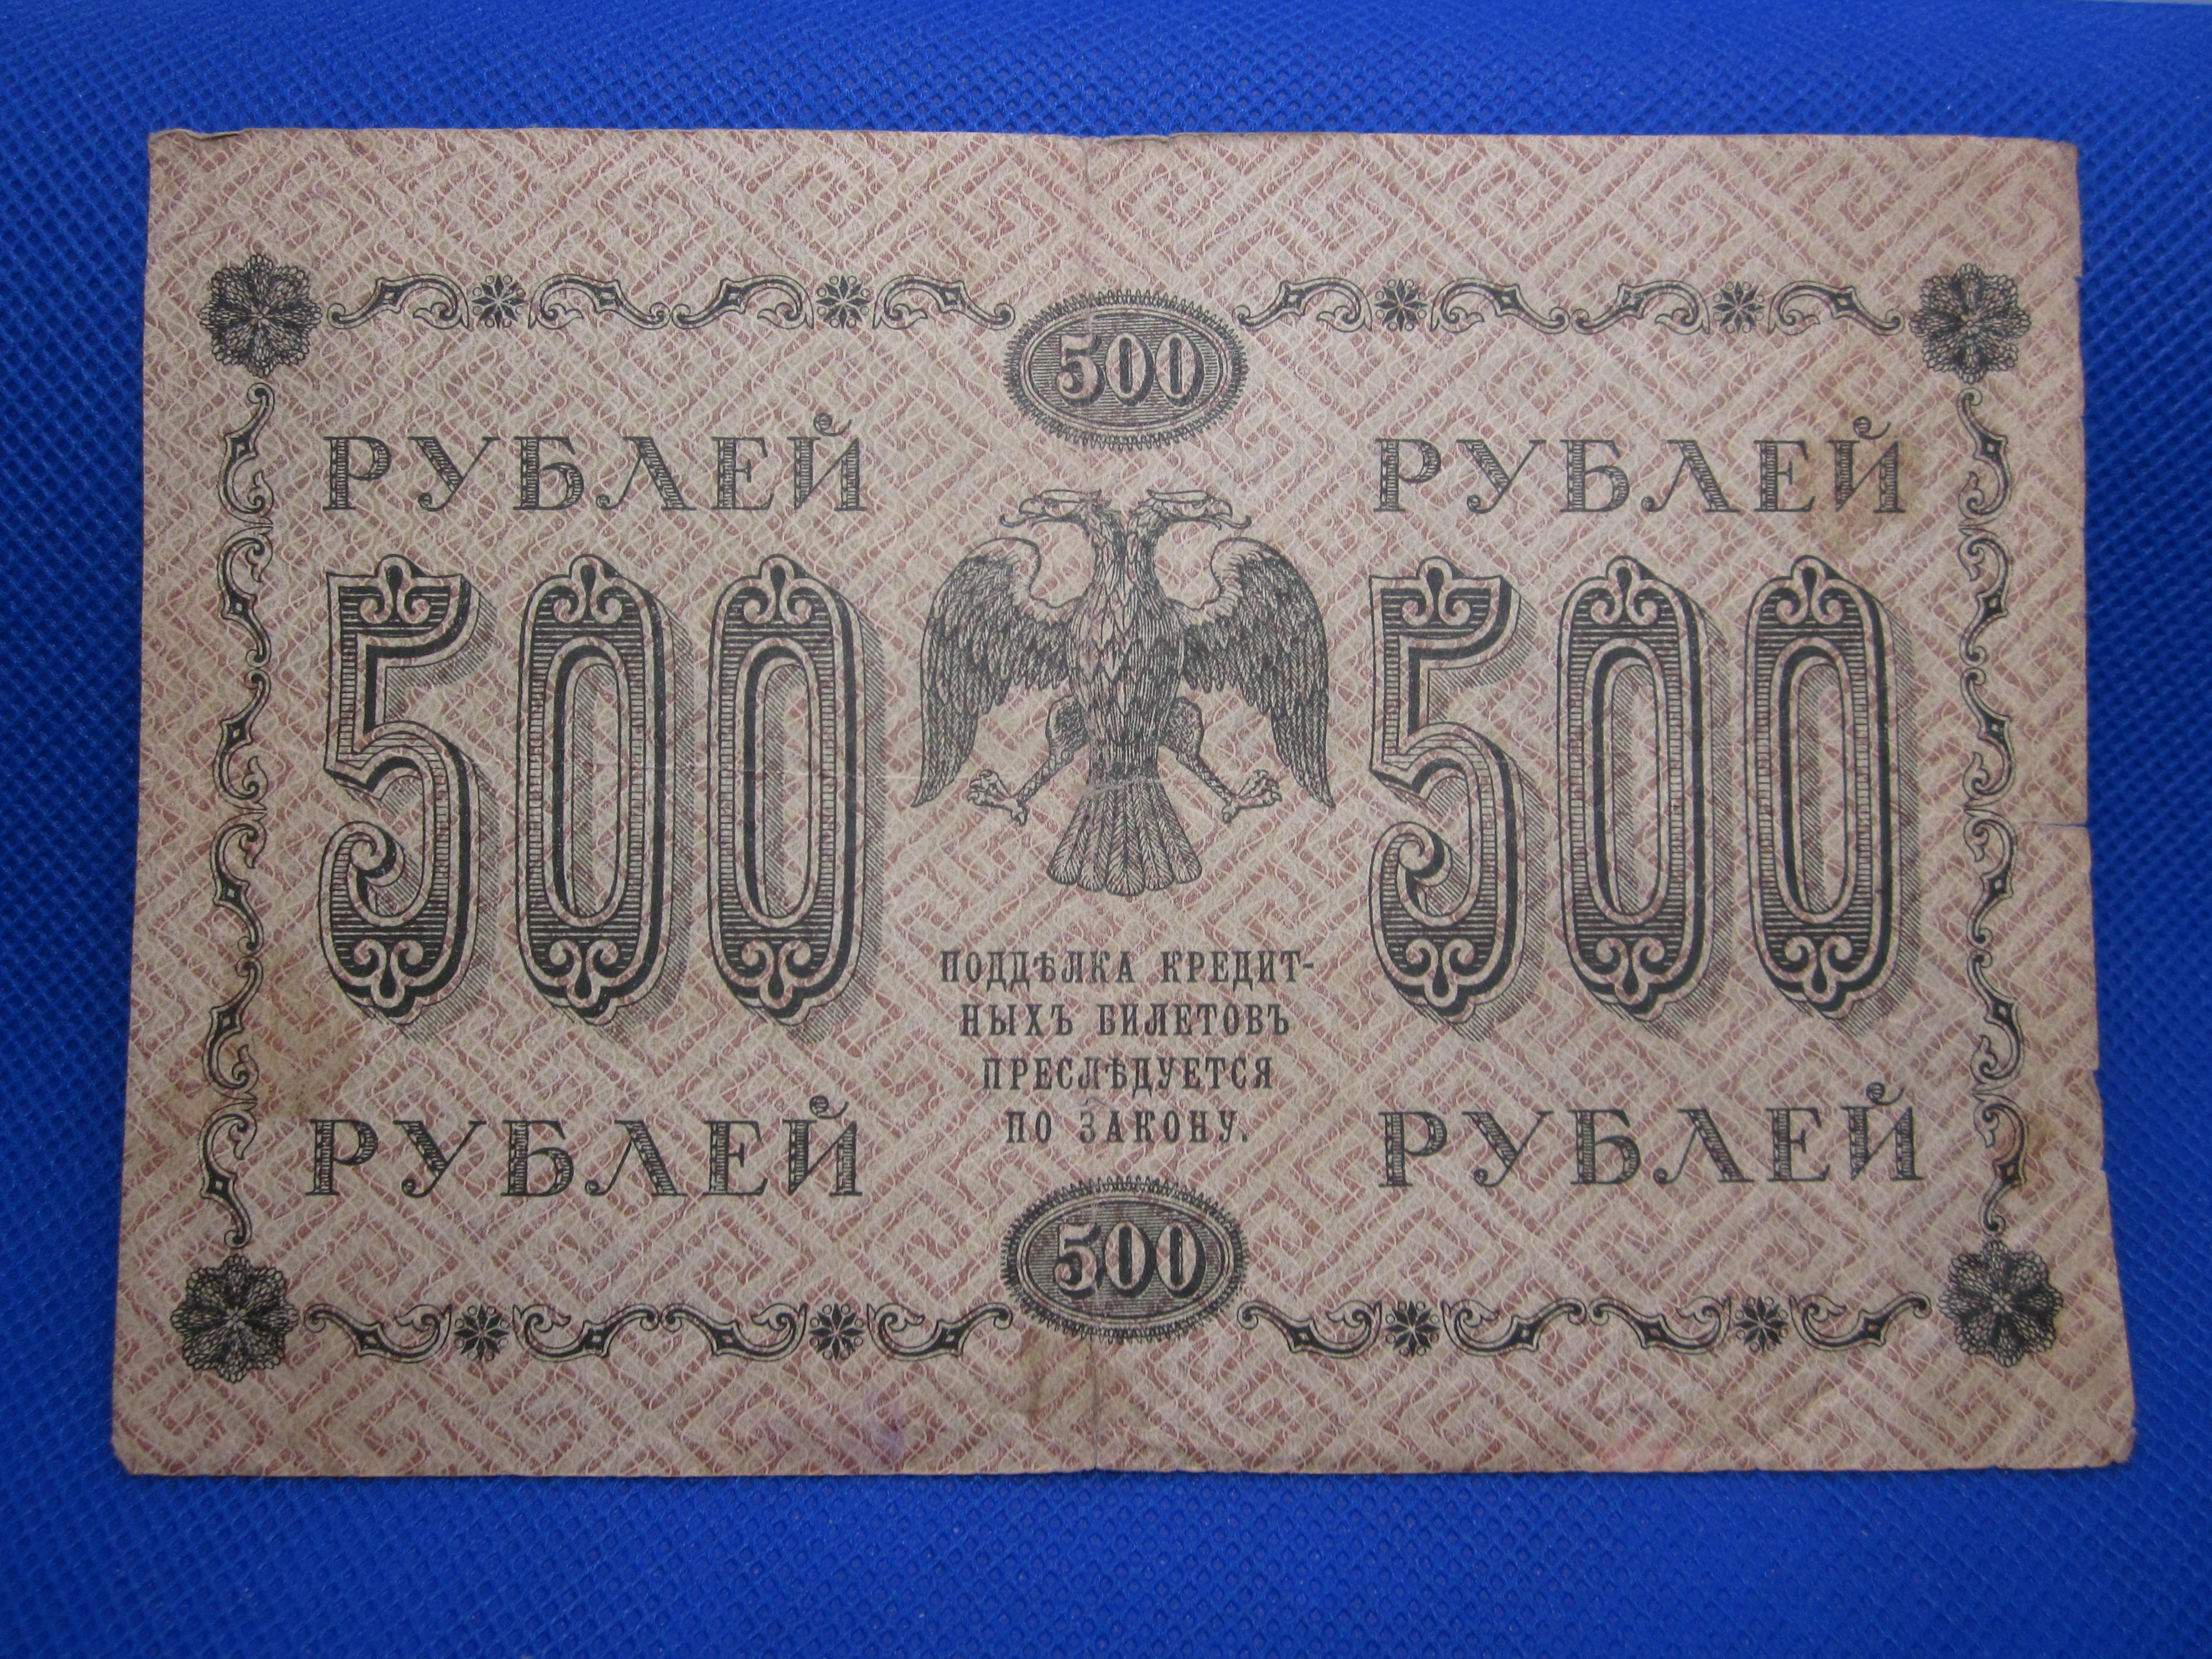 500
РУБЛЕЙ РУБЛЕЙ
500 500
ПОДДѢЛКА КРЕДИТ-
НЫХЪ БИЛЕТОВЪ
ПРЕСЛѢДУЕТСЯ
ПО ЗАКОНУ.
РУБЛЕЙ РУБЛЕЙ
500